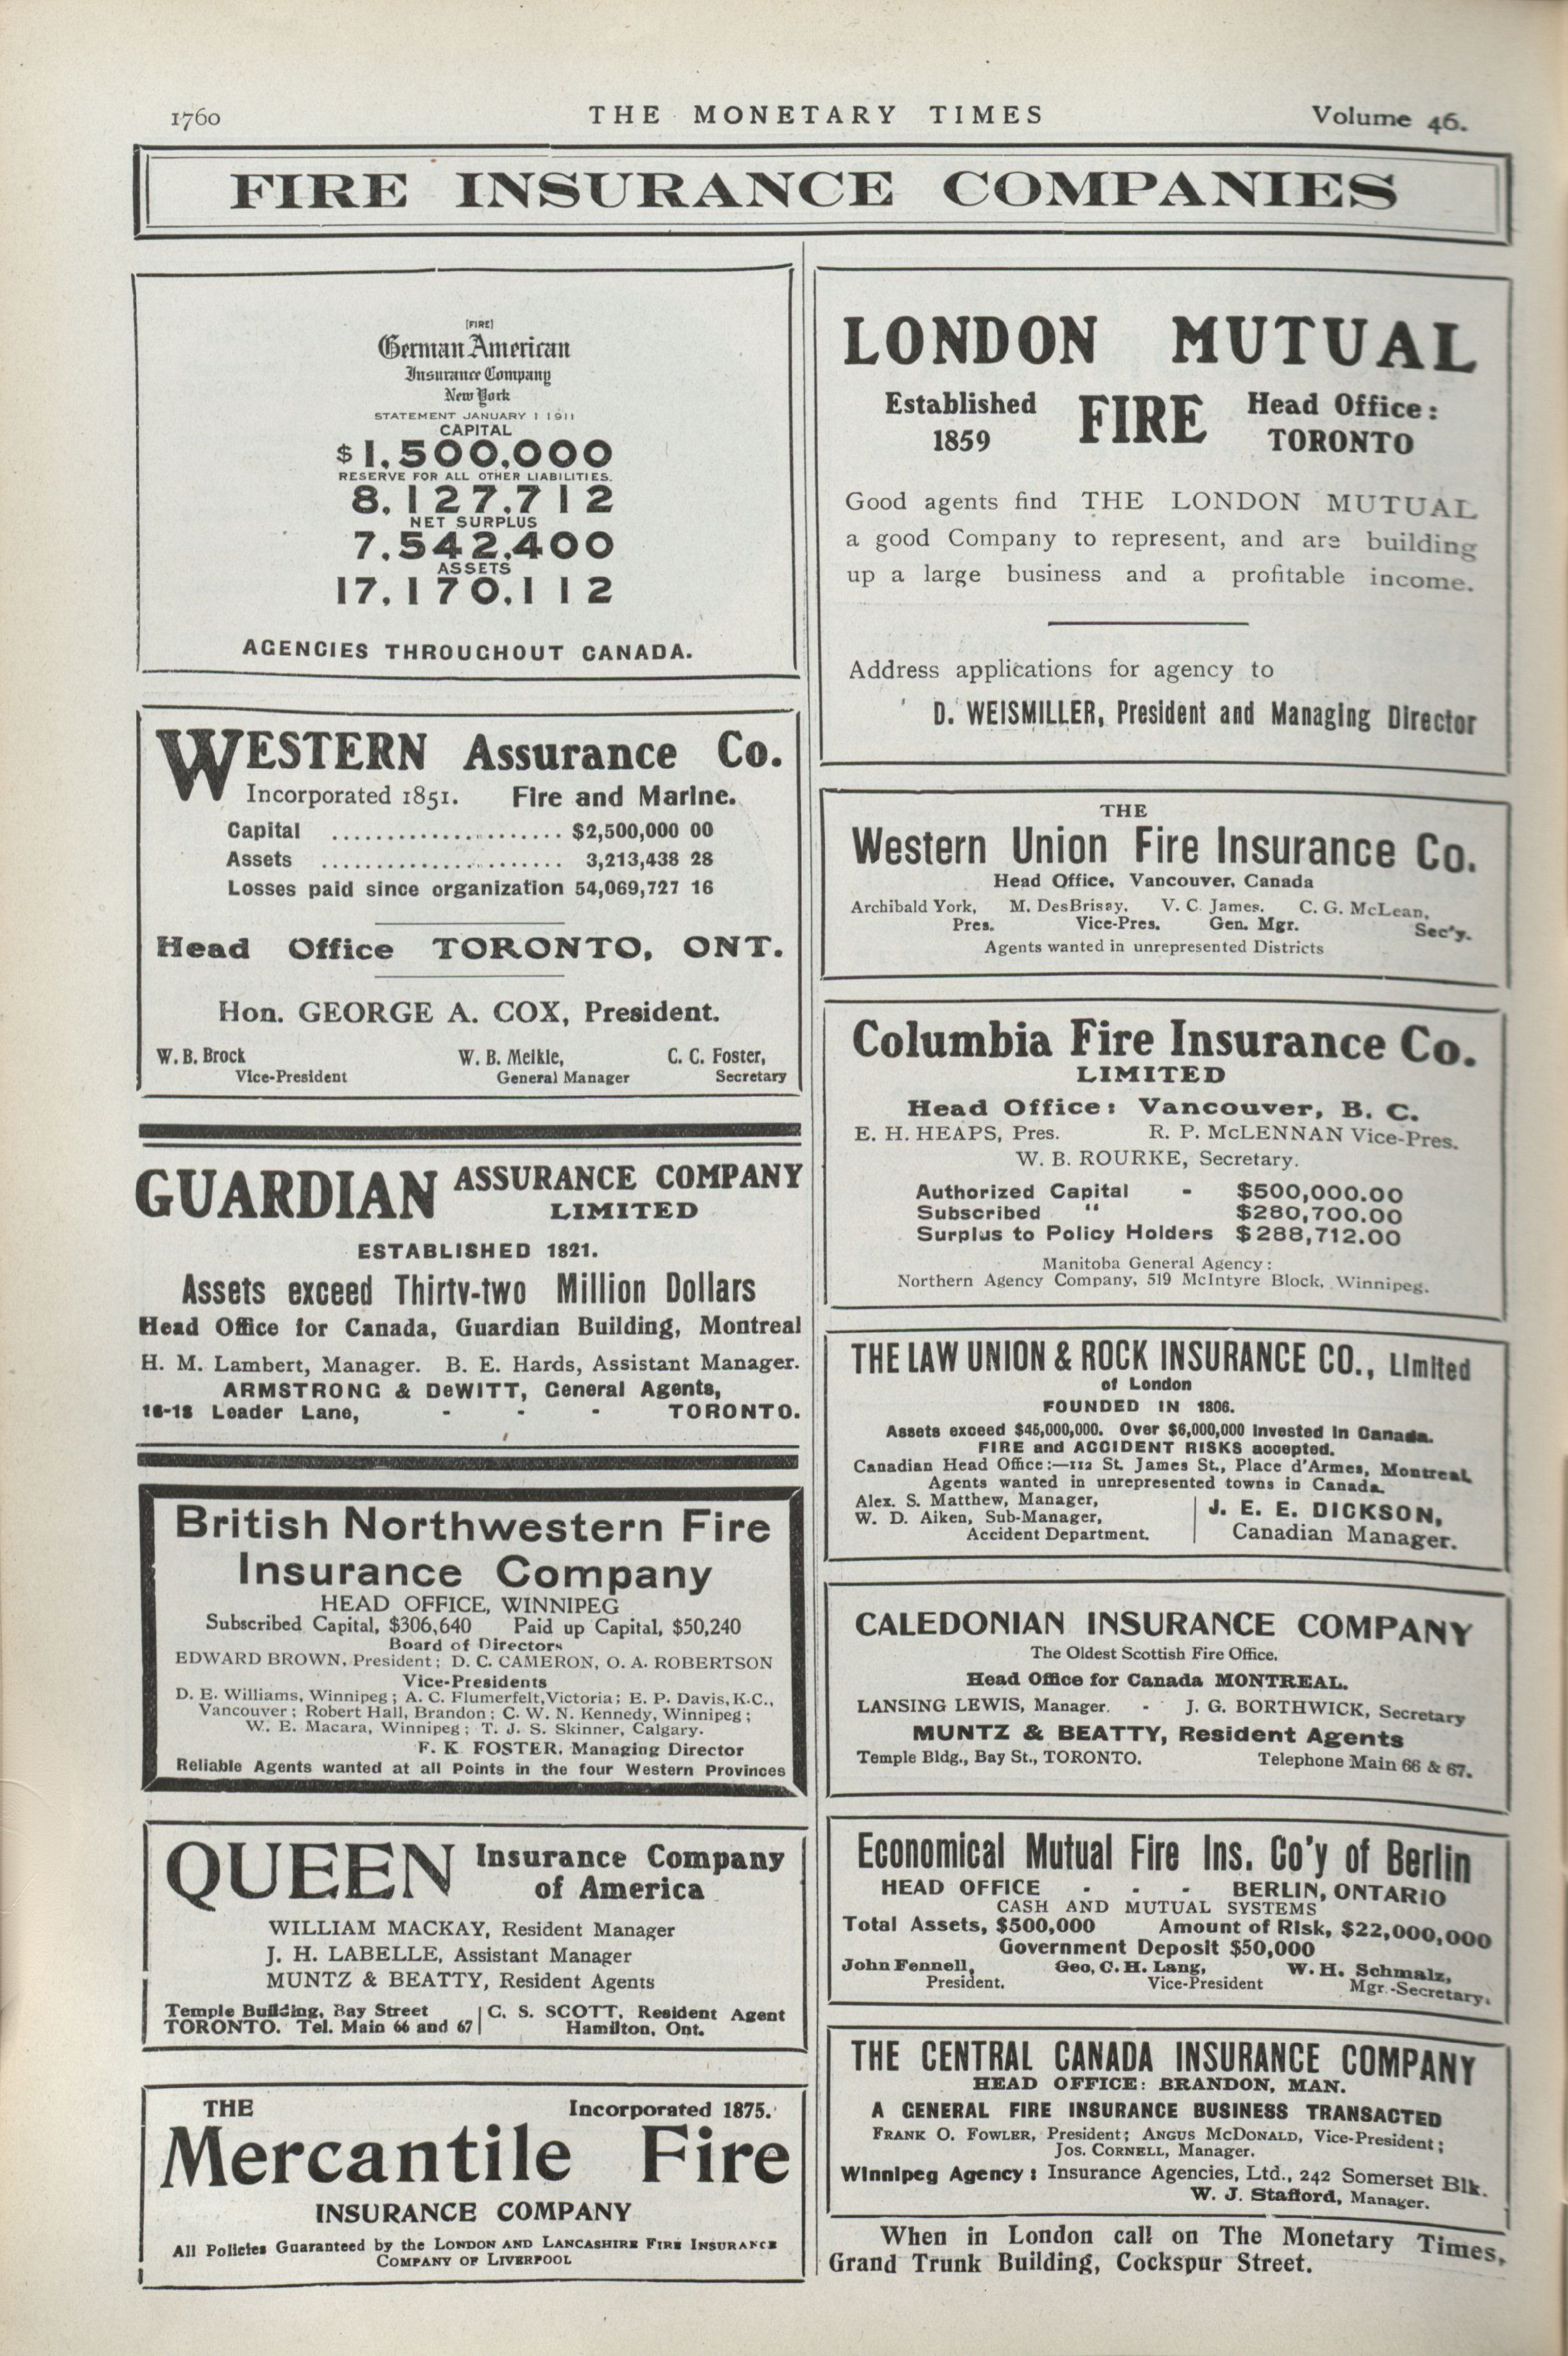 1760
THE MONETARY TIMES
Volume 46.
FIRE INSURANCE COMPANIES
[FIRE]
German American
Insurance Company
New York
STATEMENT JANUARY 1 1911
CAPITAL
$1,500,000
RESERVE FOR ALL OTHER LIABILITIES.
8,127,712
NET SURPLUS
7,542,400
ASSETS
17,170,112
AGENCIES THROUGHOUT CANADA.
WESTERN Assurance Co.
Incorporated 1851. Fire and Marine.
Capital ........................ $2,500,000 00
Assets ........................ 3,213,438 28
Losses paid since organization 54,069,727 16
Head Office TORONTO, ONT.
Hon. GEORGE A. COX, President.
W. B. Brock W. B. Meikle, C. C. Foster,
Vice-President General Manager Secretary
GUARDIAN ASSURANCE COMPANY
LIMITED
ESTABLISHED 1821.
Assets exceed Thirty-two Million Dollars
Head Office for Canada, Guardian Building, Montreal
H. M. Lambert, Manager. B. E. Hards, Assistant Manager.
ARMSTRONG & DeWITT, General Agents,
16-18 Leader Lane, - - - TORONTO.
British Northwestern Fire
Insurance Company
HEAD OFFICE, WINNIPEG
Subscribed Capital, $306,640 Paid up Capital, $50,240
Board of Directors
EDWARD BROWN, President; D. C. CAMERON, O. A. ROBERTSON
Vice-Presidents
D. E. Williams, Winnipeg; A. C. Flumerfelt, Victoria; E. P. Davis, K.C.,
Vancouver; Robert Hall, Brandon; C. W. N. Kennedy, Winnipeg;
W. E. Macara, Winnipeg; T. J. S. Skinner, Calgary.
F. K FOSTER, Managing Director
Reliable Agents wanted at all Points in the four Western Provinces
QUEEN Insurance Company
of America
WILLIAM MACKAY, Resident Manager
J. H. LABELLE, Assistant Manager
MUNTZ & BEATTY, Resident Agents
Temple Building, Bay Street
TORONTO. Tel. Main 66 and 67
C. S. SCOTT, Resident Agent
Hamilton, Ont.
THE Incorporated 1875.
Mercantile Fire
INSURANCE COMPANY
All Policies Guaranteed by the LONDON AND LANCASHIRE FIRE INSURANCE
COMPANY OF LIVERPOOL
LONDON MUTUAL
Established 1859
FIRE
Head Office: TORONTO
Good agents find THE LONDON MUTUAL
a good Company to represent, and are building
up a large business and a profitable income.
Address applications for agency to
D. WEISMILLER, President and Managing Director
THE
Western Union Fire Insurance Co.
Head Office, Vancouver, Canada
Archibald York, M. DesBrisay, V. C. James, C. G. McLean,
Pres. Vice-Pres. Gen. Mgr. Sec'y.
Agents wanted in unrepresented Districts
Columbia Fire Insurance Co.
LIMITED
Head Office: Vancouver, B. C.
E. H. HEAPS, Pres. R. P. McLENNAN Vice-Pres.
W. B. ROURKE, Secretary.
Authorized Capital - $500,000.00
Subscribed " $280,700.00
Surplus to Policy Holders $288,712.00
Manitoba General Agency:
Northern Agency Company, 519 McIntyre Block, Winnipeg.
THE LAW UNION & ROCK INSURANCE CO., Limited
of London
FOUNDED IN 1806.
Assets exceed $45,000,000. Over $6,000,000 Invested in Canada.
FIRE and ACCIDENT RISKS accepted.
Canadian Head Office:—112 St. James St., Place d'Armes, Montreal
Agents wanted in unrepresented towns in Canada.
Alex. S. Matthew, Manager,
W. D. Aiken, Sub-Manager,
Accident Department.
J. E. E. DICKSON,
Canadian Manager.
CALEDONIAN INSURANCE COMPANY
The Oldest Scottish Fire Office.
Head Office for Canada MONTREAL.
LANSING LEWIS, Manager. - J. G. BORTHWICK, Secretary
MUNTZ & BEATTY, Resident Agents
Temple Bldg., Bay St., TORONTO. Telephone Main 66 & 67.
Economical Mutual Fire Ins. Co'y of Berlin
HEAD OFFICE - - - BERLIN, ONTARIO
CASH AND MUTUAL SYSTEMS
Total Assets, $500,000 Amount of Risk, $22,000,000
Government Deposit $50,000
John Fennell, Geo, C. H. Lang, W. H. Schmalz,
President. Vice-President Mgr.-Secretary.
THE CENTRAL CANADA INSURANCE COMPANY
HEAD OFFICE: BRANDON, MAN.
A GENERAL FIRE INSURANCE BUSINESS TRANSACTED
FRANK O. FOWLER, President; ANGUS McDONALD, Vice-President;
JOS. CORNELL, Manager.
Winnipeg Agency: Insurance Agencies, Ltd., 242 Somerset Blk.
W. J. Stafford, Manager.
When in London call on The Monetary Times,
Grand Trunk Building, Cockspur Street.